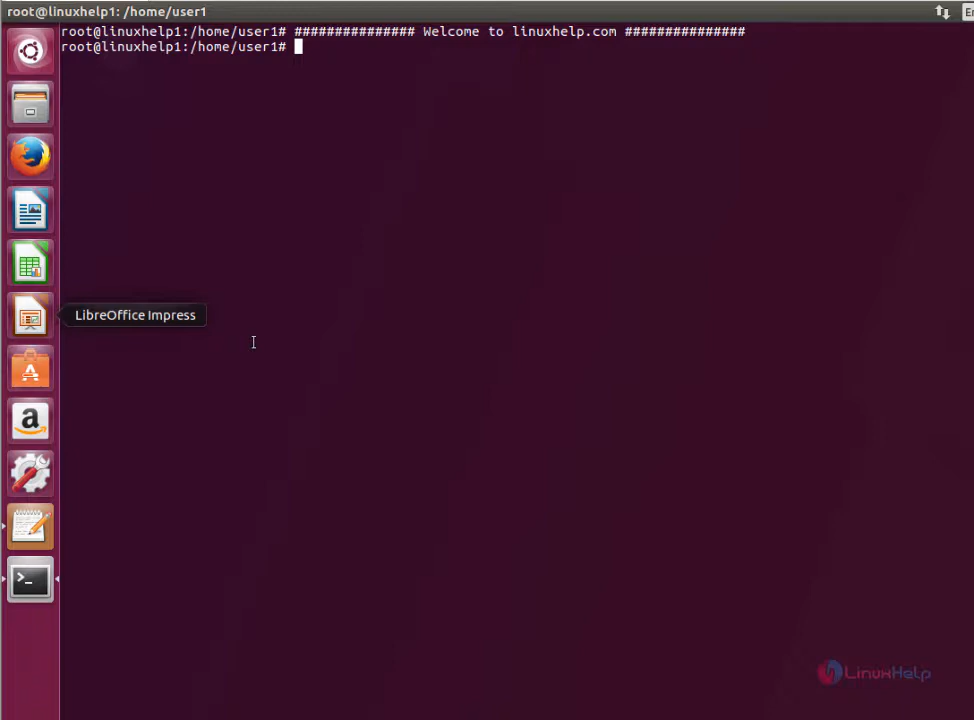 root@linuxhelp1: /home/user1
root@linuxhelp1:/home/user1# ############### Welcome to linuxhelp.com ###############
root@linuxhelp1:/home/user1#
LibreOffice Impress
LinuxHelp